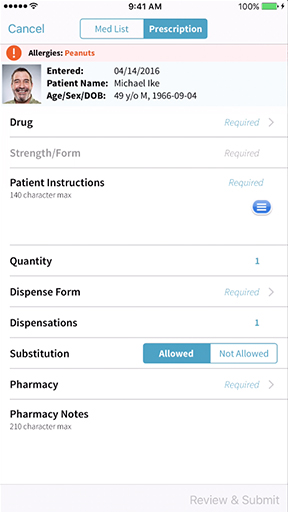 9:41 AM
100%
Cancel
Med List
Prescription
! Allergies: Peanuts
Entered: 04/14/2016
Patient Name: Michael Ike
Age/Sex/DOB: 49 y/o M, 1966-09-04
Drug Required
Strength/Form Required
Patient Instructions Required
140 character max
Quantity 1
Dispense Form Required
Dispensations 1
Substitution Allowed Not Allowed
Pharmacy Required
Pharmacy Notes
210 character max
Review & Submit